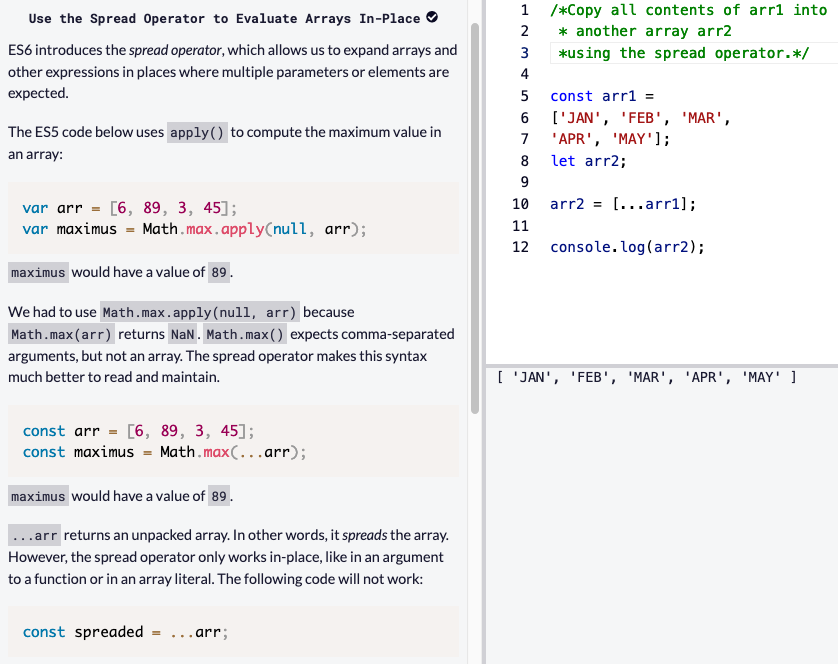 Use the Spread Operator to Evaluate Arrays In-Place
ES6 introduces the spread operator, which allows us to expand arrays and
other expressions in places where multiple parameters or elements are
expected.
The ES5 code below uses apply() to compute the maximum value in
an array:
var arr = [6, 89, 3, 45];
var maximus = Math.max.apply(null, arr);
maximus would have a value of 89.
We had to use Math.max.apply(null, arr) because
Math.max(arr) returns NaN. Math.max() expects comma-separated
arguments, but not an array. The spread operator makes this syntax
much better to read and maintain.
const arr = [6, 89, 3, 45];
const maximus = Math.max(...arr);
maximus would have a value of 89.
...arr returns an unpacked array. In other words, it spreads the array.
However, the spread operator only works in-place, like in an argument
to a function or in an array literal. The following code will not work:
const spreaded = ...arr;
1 /*Copy all contents of arr1 into
2 * another array arr2
3 *using the spread operator.*/
4
5 const arr1 =
6 ['JAN', 'FEB', 'MAR',
7 'APR', 'MAY'];
8 let arr2;
9
10 arr2 = [...arr1];
11
12 console.log(arr2);
[ 'JAN', 'FEB', 'MAR', 'APR', 'MAY' ]